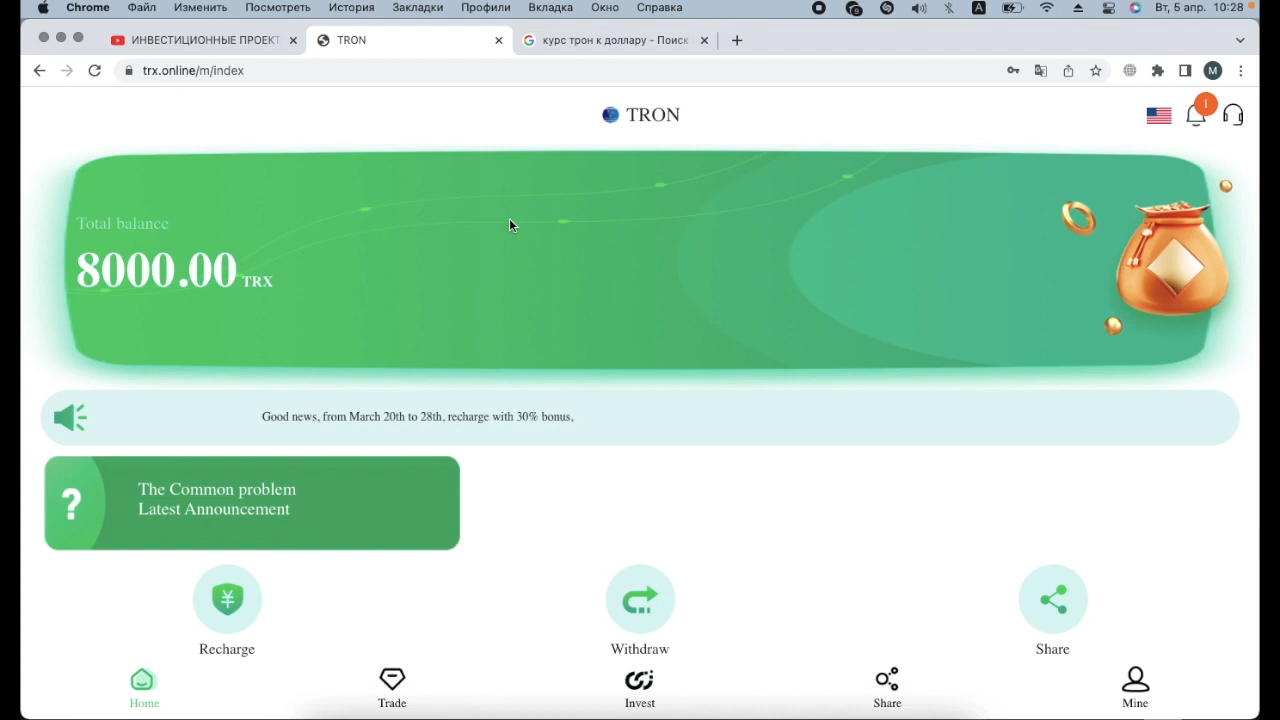 Chrome Файл Изменить Посмотреть История Закладки Профили Вкладка Окно Справка 9 A Вт, 5 апр. 10:28
ИНВЕСТИЦИОННЫЕ ПРОЕКТ TRON курс трон к доллару - Поиск
trx.online/m/index M
TRON 1
Total balance
8000.00 TRX
Good news, from March 20th to 28th, recharge with 30% bonus,
? The Common problem
Latest Announcement
¥
Recharge Withdraw Share
Home Trade Invest Share Mine